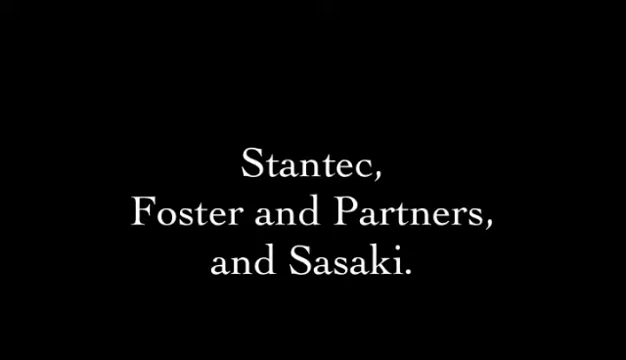 Stantec,
Foster and Partners,
and Sasaki.